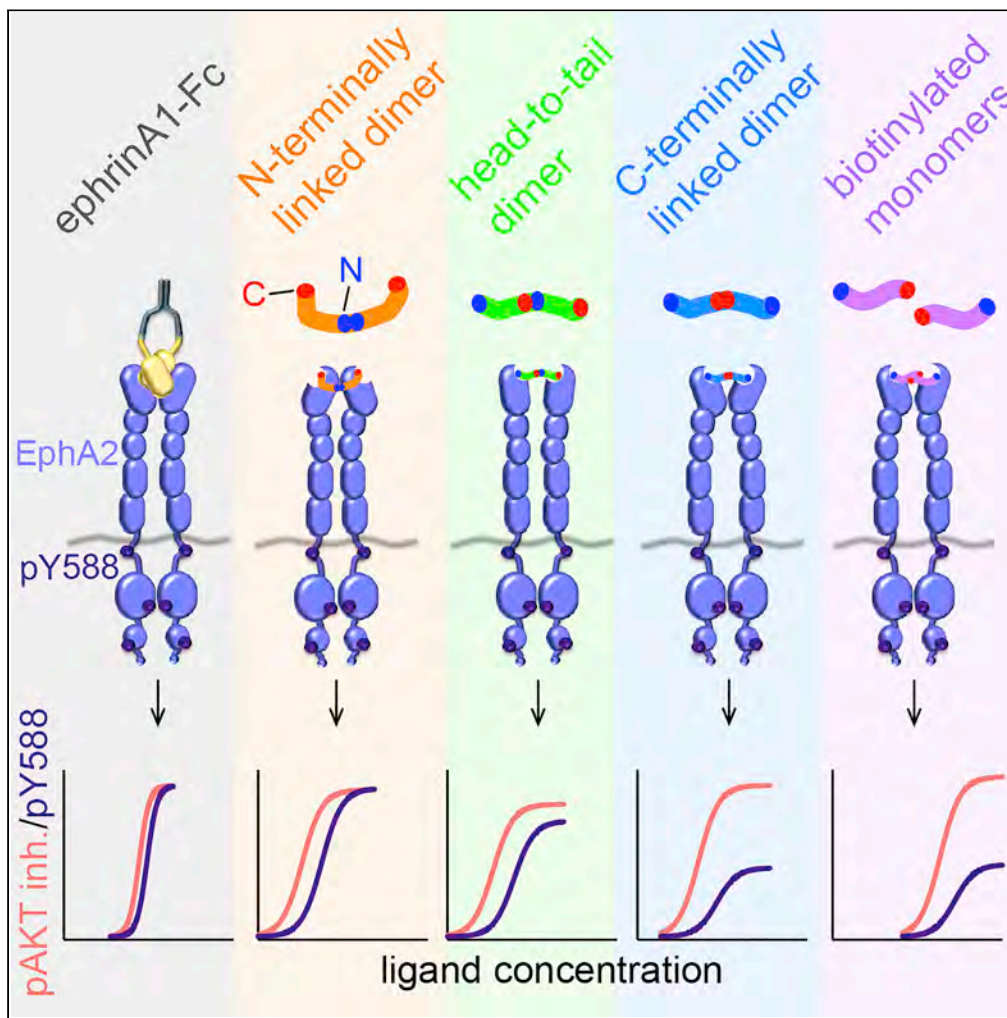 ephrinA1-Fc
N-terminally
linked dimer
head-to-tail
dimer
C-terminally
linked dimer
biotinylated
monomers
C
N
EphA2
pY588
pAKT inh./pY588
ligand concentration